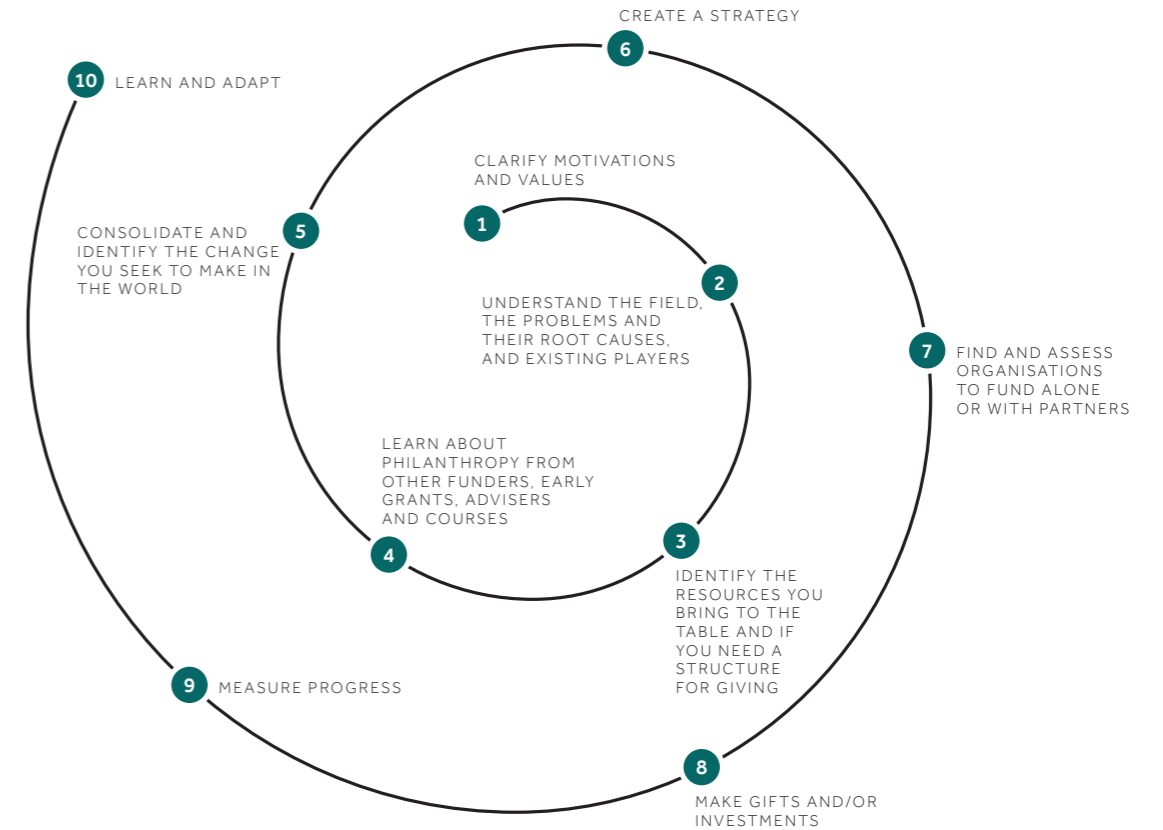 1
CLARIFY MOTIVATIONS
AND VALUES
2
UNDERSTAND THE FIELD,
THE PROBLEMS AND
THEIR ROOT CAUSES,
AND EXISTING PLAYERS
3
IDENTIFY THE
RESOURCES YOU
BRING TO THE
TABLE AND IF
YOU NEED A
STRUCTURE
FOR GIVING
4
LEARN ABOUT
PHILANTHROPY FROM
OTHER FUNDERS, EARLY
GRANTS, ADVISERS
AND COURSES
5
CONSOLIDATE AND
IDENTIFY THE CHANGE
YOU SEEK TO MAKE IN
THE WORLD
6
CREATE A STRATEGY
7
FIND AND ASSESS
ORGANISATIONS
TO FUND ALONE
OR WITH PARTNERS
8
MAKE GIFTS AND/OR
INVESTMENTS
9
MEASURE PROGRESS
10
LEARN AND ADAPT